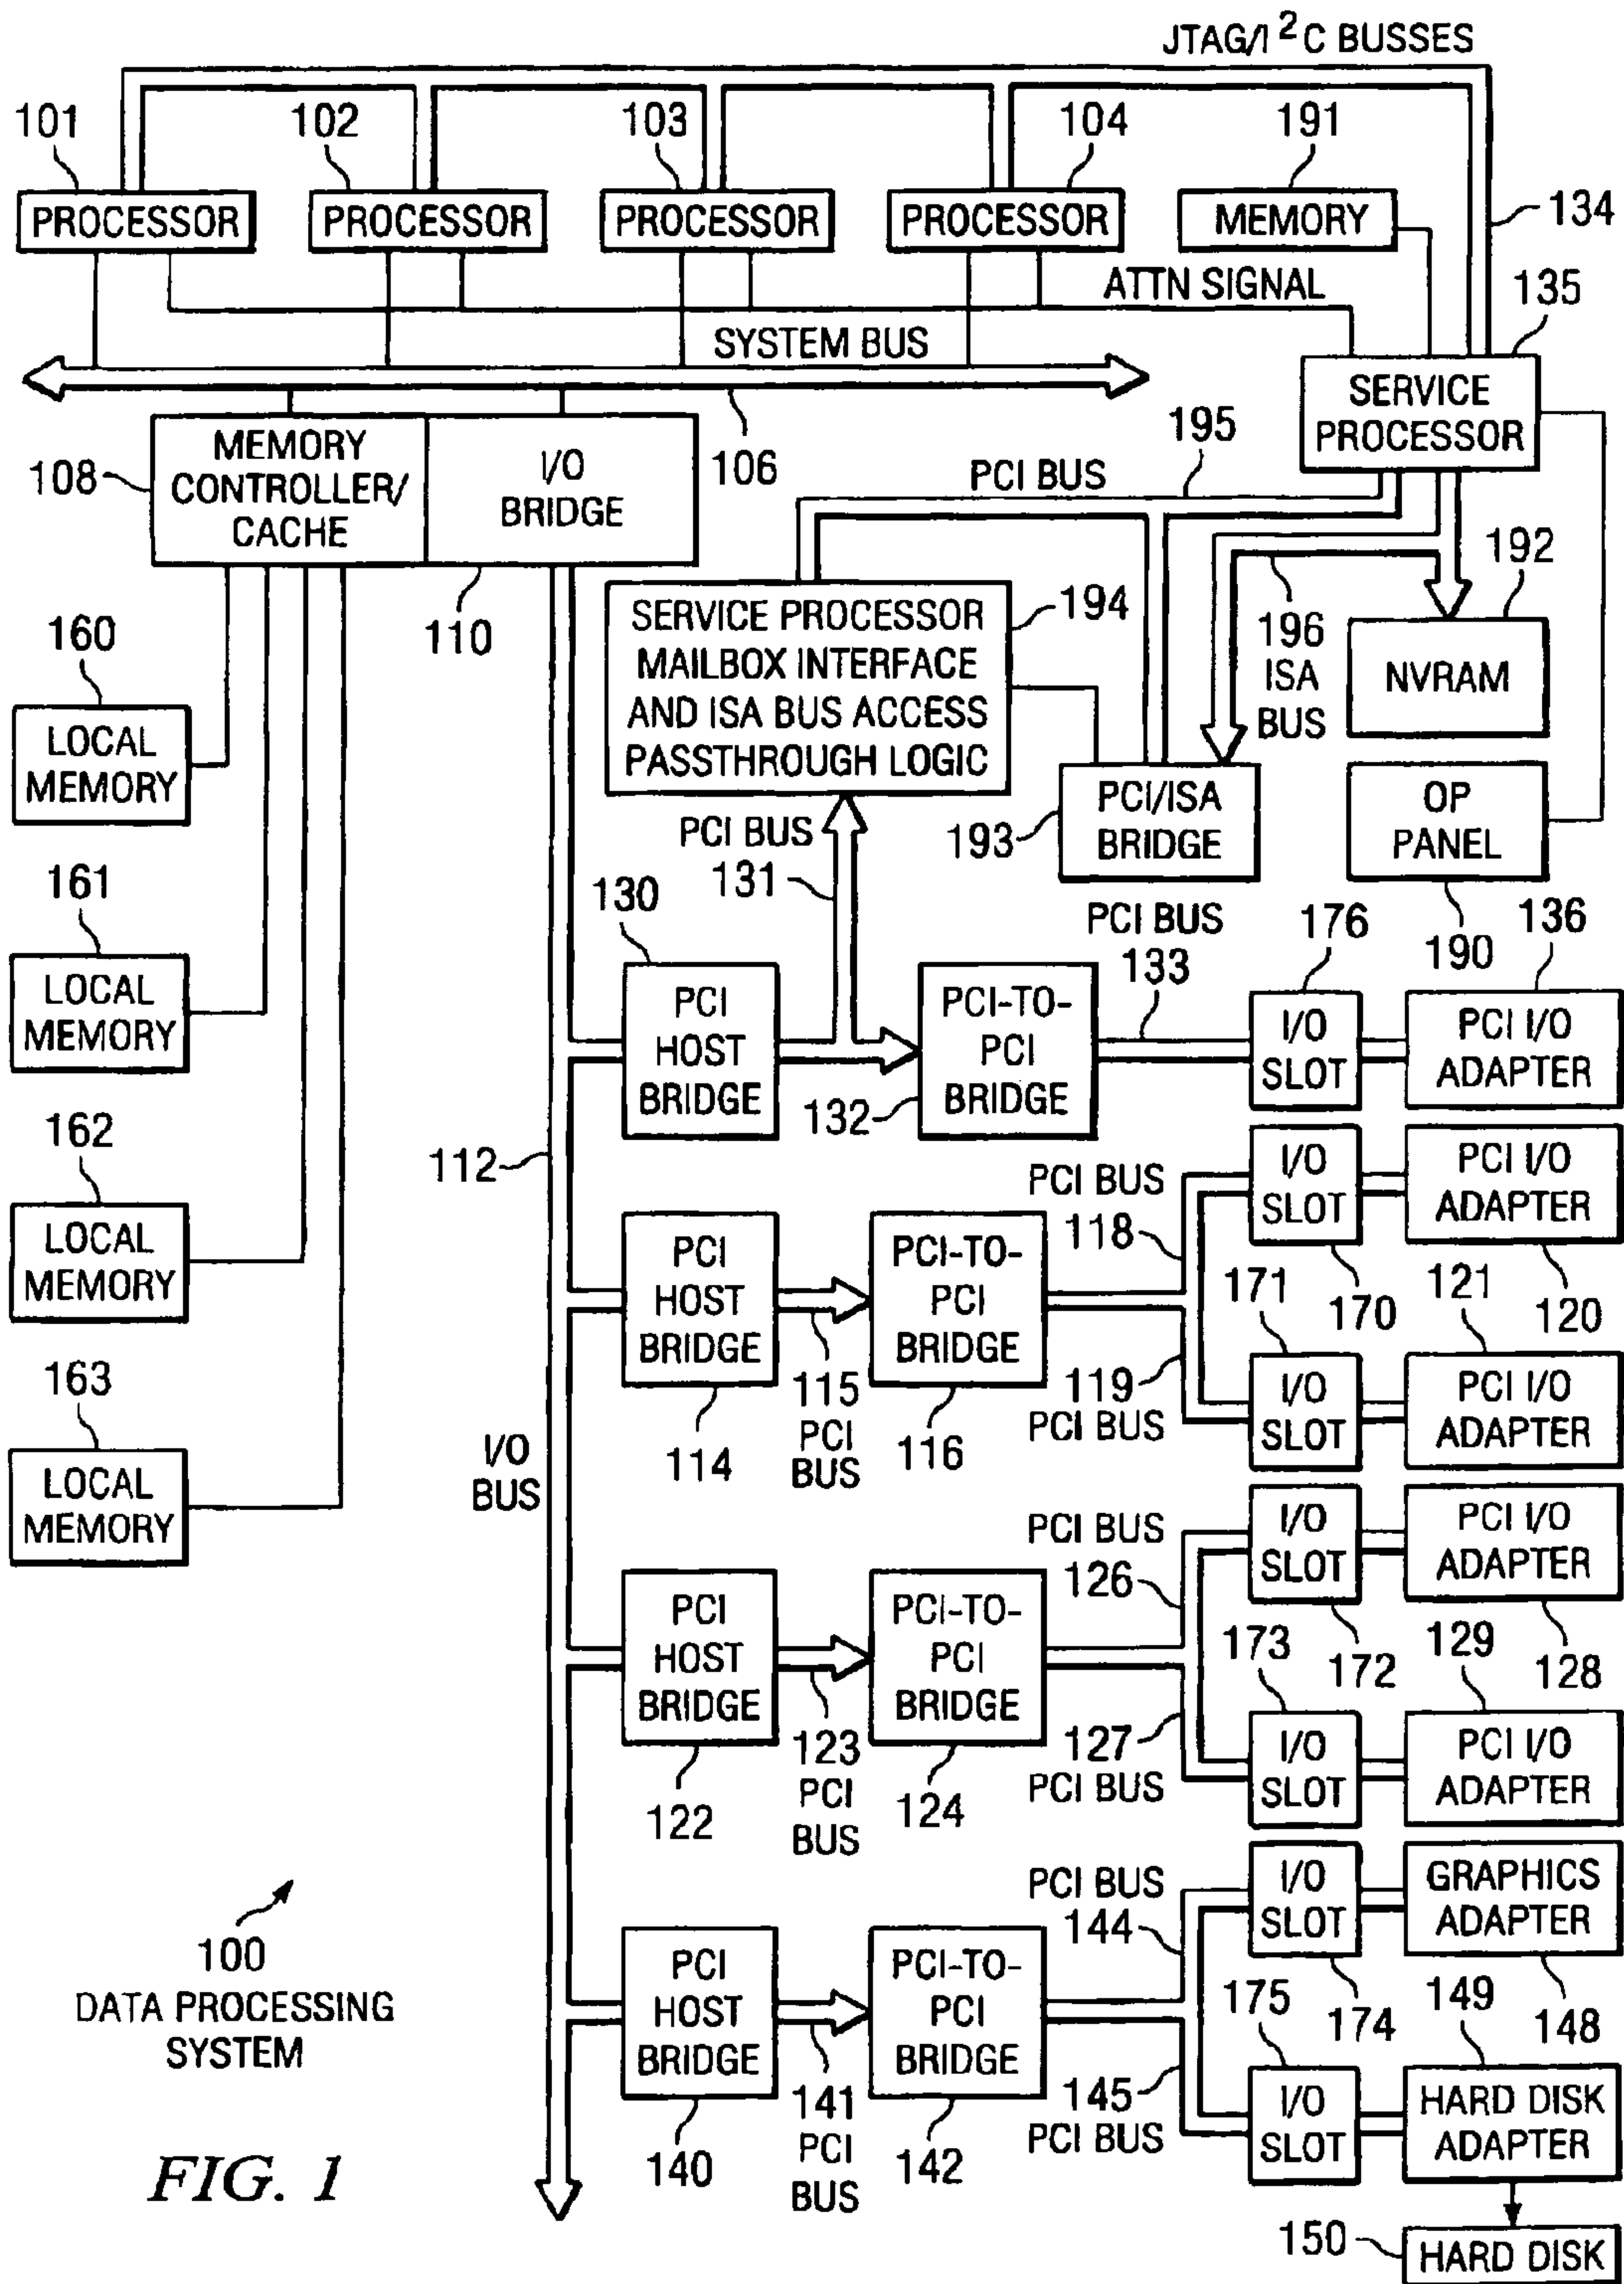 JTAG/I²C BUSSES
101
102
103
104
191
PROCESSOR
PROCESSOR
PROCESSOR
PROCESSOR
MEMORY
134
ATTN SIGNAL
135
SYSTEM BUS
SERVICE
PROCESSOR
108
MEMORY
CONTROLLER/
CACHE
I/O
BRIDGE
106
110
195
PCI BUS
192
NVRAM
196
ISA
BUS
194
SERVICE PROCESSOR
MAILBOX INTERFACE
AND ISA BUS ACCESS
PASSTHROUGH LOGIC
193
PCI/ISA
BRIDGE
OP
PANEL
190
160
LOCAL
MEMORY
161
LOCAL
MEMORY
162
LOCAL
MEMORY
163
LOCAL
MEMORY
112
I/O
BUS
PCI BUS
131
130
PCI
HOST
BRIDGE
PCI-TO-
PCI
BRIDGE
132
PCI BUS
133
176
I/O
SLOT
136
PCI I/O
ADAPTER
PCI
HOST
BRIDGE
114
115
PCI
BUS
PCI-TO-
PCI
BRIDGE
116
PCI BUS
118
119
PCI BUS
I/O
SLOT
170
PCI I/O
ADAPTER
120
171
I/O
SLOT
121
PCI I/O
ADAPTER
PCI
HOST
BRIDGE
122
123
PCI
BUS
PCI-TO-
PCI
BRIDGE
124
PCI BUS
126
127
PCI BUS
I/O
SLOT
172
PCI I/O
ADAPTER
128
173
I/O
SLOT
129
PCI I/O
ADAPTER
PCI
HOST
BRIDGE
140
141
PCI
BUS
PCI-TO-
PCI
BRIDGE
142
PCI BUS
144
145
PCI BUS
I/O
SLOT
174
GRAPHICS
ADAPTER
148
175
I/O
SLOT
149
HARD DISK
ADAPTER
150
HARD DISK
100
DATA PROCESSING
SYSTEM
FIG. 1